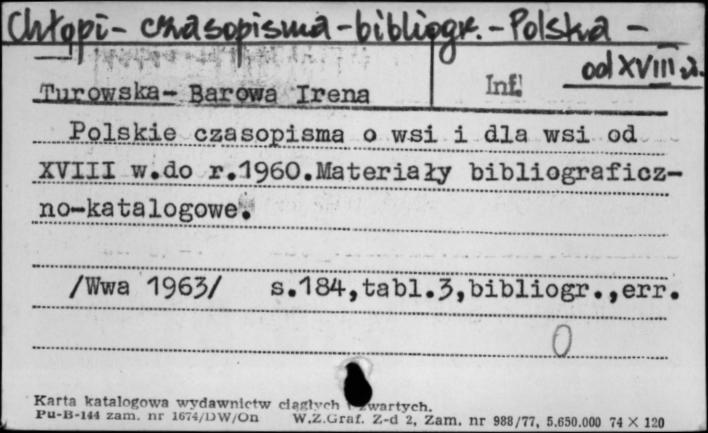 Chłopi - czasopisma - bibliogr. - Polska -
od XVIII w.
Inf.
Turowska- Barowa Irena
Polskie czasopisma o wsi i dla wsi od
XVIII w.do r.1960.Materiały bibliograficz-
no-katalogowe.
/Wwa 1963/ s.184,tabl.3,bibliogr.,err.
0
Karta katalogowa wydawnictw ciągłych i zwartych.
Pu-B-144 zam. nr 1674/DW/On W.Z.Graf. Z-d 2, Zam. nr 988/77, 5.650.000 74 X 120